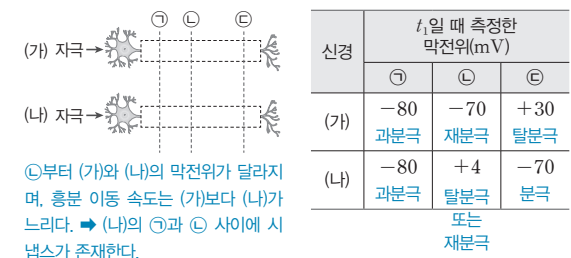 ㉠ ㉡ ㉢
(가) 자극→
(나) 자극→
㉡부터 (가)와 (나)의 막전위가 달라지
며, 흥분 이동 속도는 (가)보다 (나)가
느리다. ➡ (나)의 ㉠과 ㉡ 사이에 시
냅스가 존재한다.
신경
t₁일 때 측정한
막전위(mV)
㉠ ㉡ ㉢
(가) −80 −70 +30
과분극 재분극 탈분극
(나) −80 +4 −70
과분극 탈분극 분극
또는
재분극